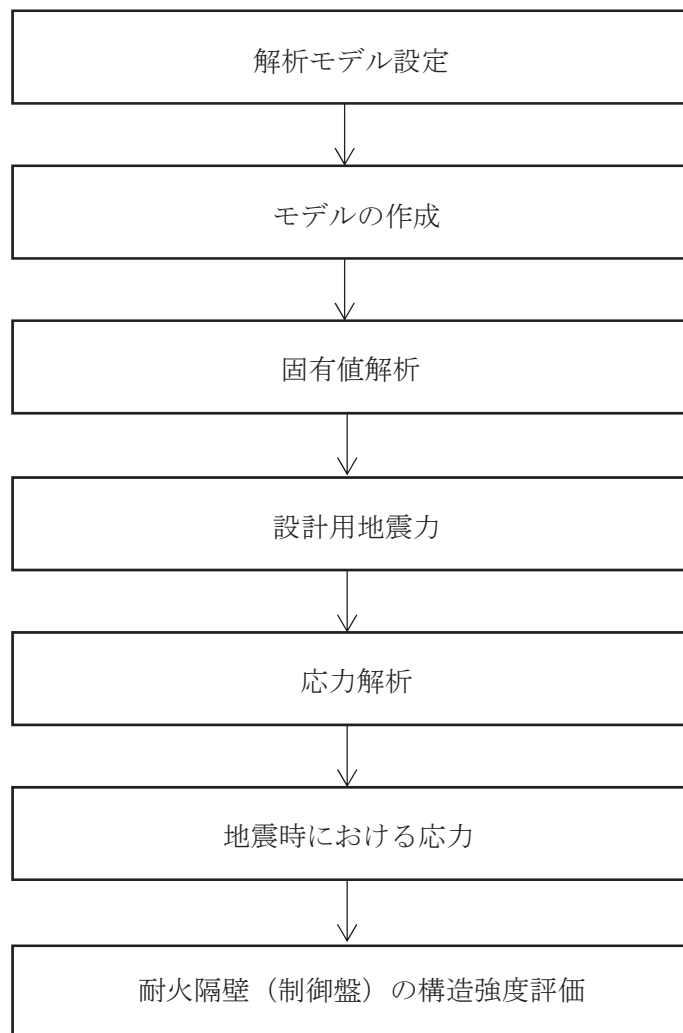 解析モデル設定
モデルの作成
固有値解析
設計用地震力
応力解析
地震時における応力
耐火隔壁（制御盤）の構造強度評価